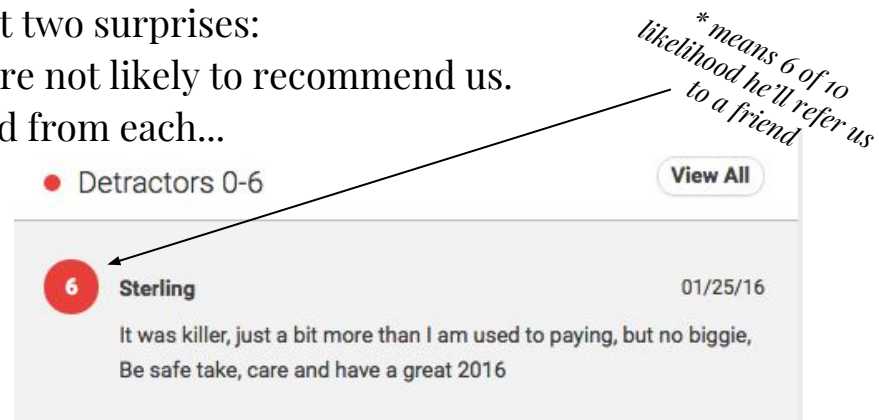 t two surprises:
re not likely to recommend us.
d from each...
* means 6 of 10
likelihood he'll refer us
to a friend
Detractors 0-6
View All
6
Sterling
01/25/16
It was killer, just a bit more than I am used to paying, but no biggie,
Be safe take, care and have a great 2016